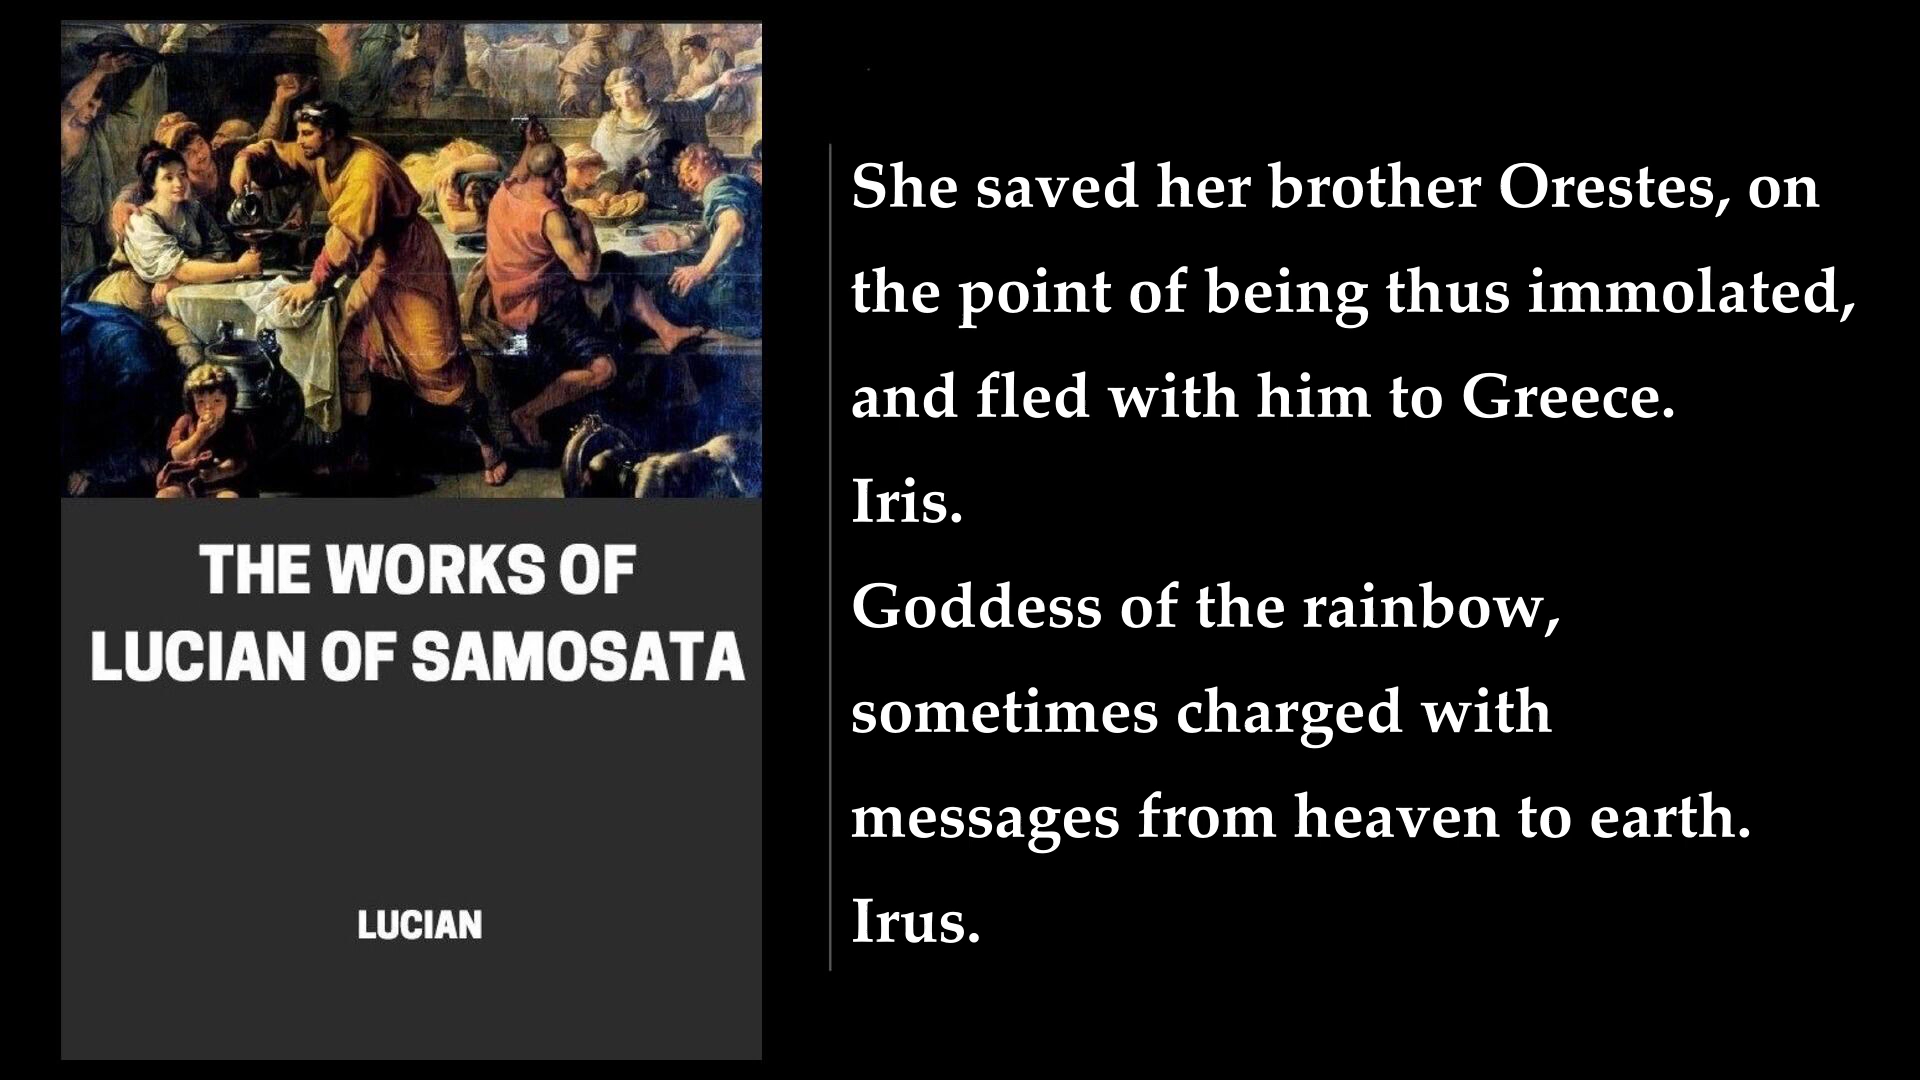 THE WORKS OF
LUCIAN OF SAMOSATA
LUCIAN
She saved her brother Orestes, on
the point of being thus immolated,
and fled with him to Greece.
Iris.
Goddess of the rainbow,
sometimes charged with
messages from heaven to earth.
Irus.